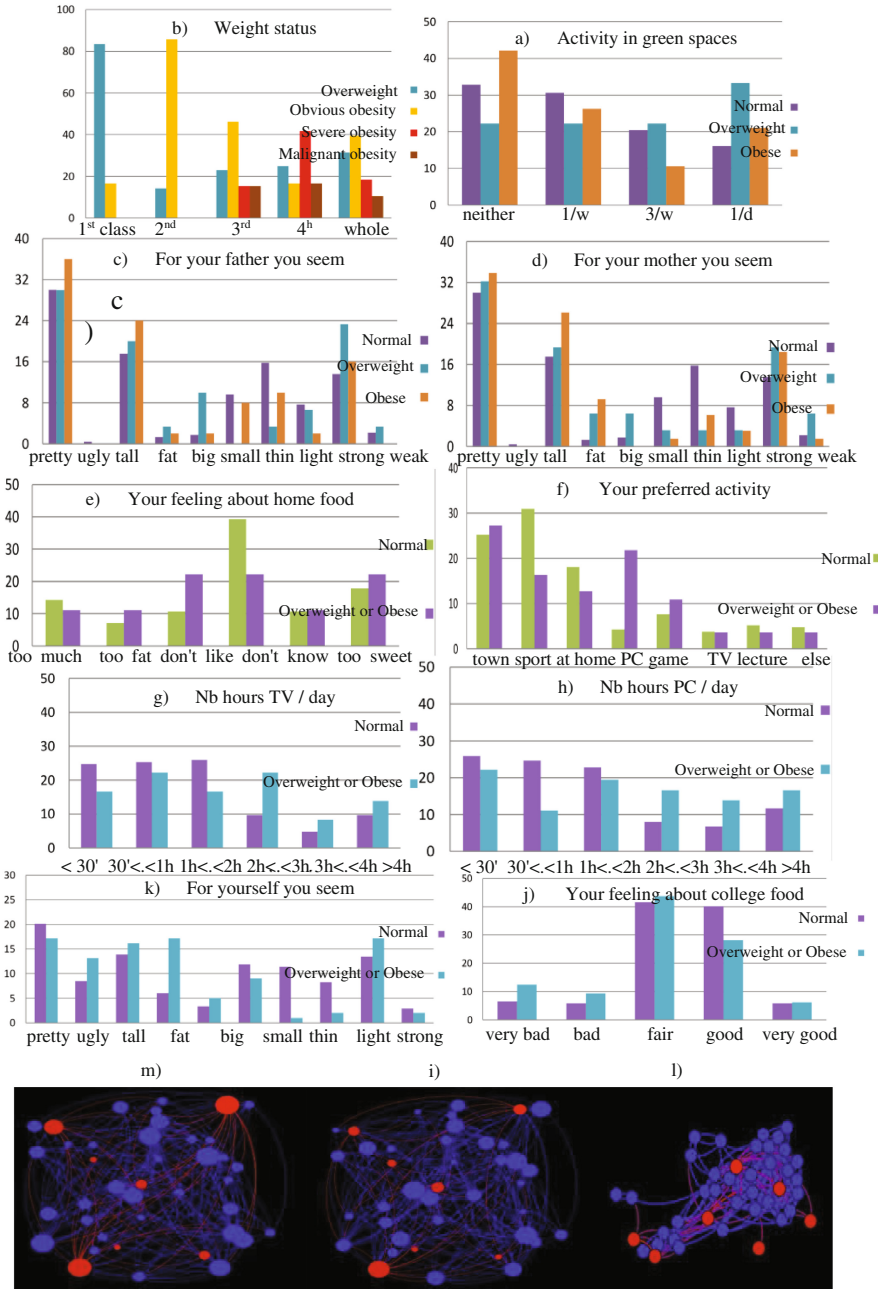 b) Weight status
100
80
60
40
20
0
Overweight
Obvious obesity
Severe obesity
Malignant obesity
1st class 2nd 3rd 4h whole
a) Activity in green spaces
50
40
30
20
10
0
Normal
Overweight
Obese
neither 1/w 3/w 1/d
c) For your father you seem
c
)
40
32
24
16
8
0
Normal
Overweight
Obese
pretty ugly tall fat big small thin light strong weak
d) For your mother you seem
40
32
24
16
8
0
Normal
Overweight
Obese
pretty ugly tall fat big small thin light strong weak
e) Your feeling about home food
50
40
30
20
10
0
Normal
Overweight or Obese
too much too fat don't like don't know too sweet
f) Your preferred activity
30
20
10
0
Normal
Overweight or Obese
town sport at home PC game TV lecture else
g) Nb hours TV / day
50
40
30
20
10
0
Normal
Overweight or Obese
< 30' 30'<.<1h 1h<.<2h 2h<.<3h 3h<.<4h >4h
h) Nb hours PC / day
50
40
30
20
10
0
Normal
Overweight or Obese
< 30' 30'<.<1h 1h<.<2h 2h<.<3h 3h<.<4h >4h
k) For yourself you seem
30
25
20
15
10
5
0
Normal
Overweight or Obese
pretty ugly tall fat big small thin light strong
j) Your feeling about college food
50
40
30
20
10
0
Normal
Overweight or Obese
very bad bad fair good very good
m) i) l)